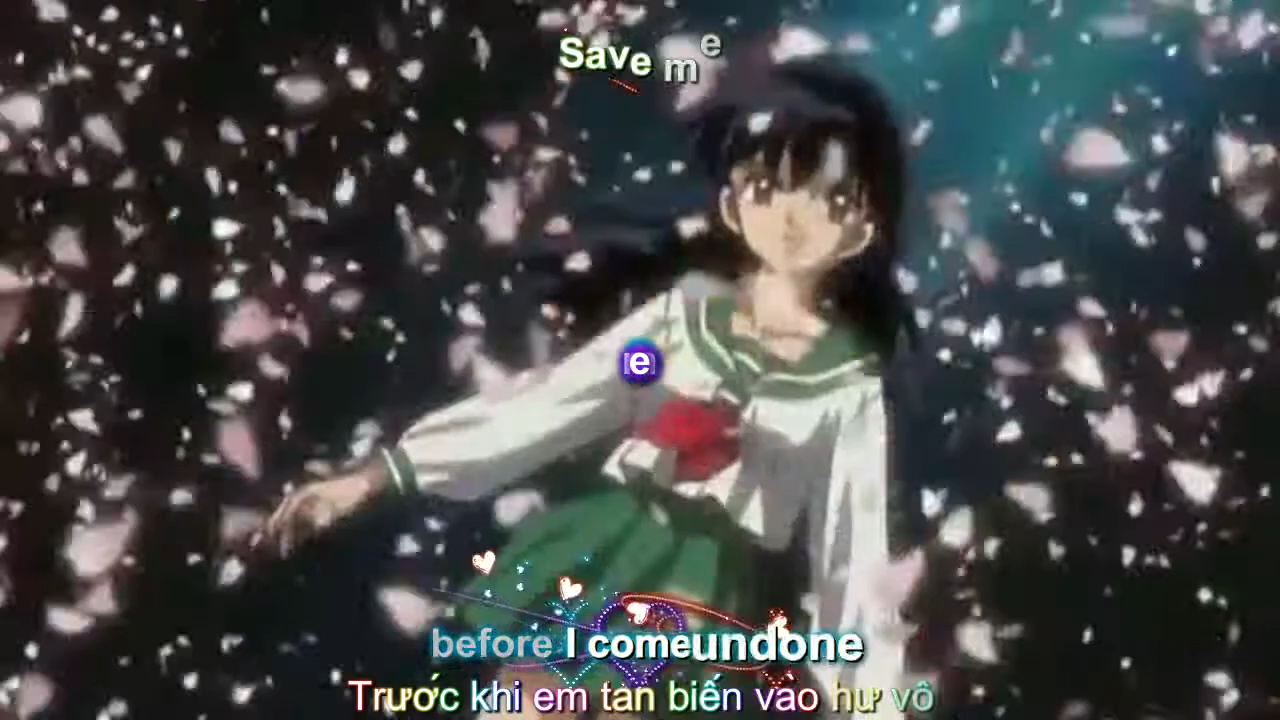 Save me
e
before I comeundone
Trước khi em tan biến vào hư vô